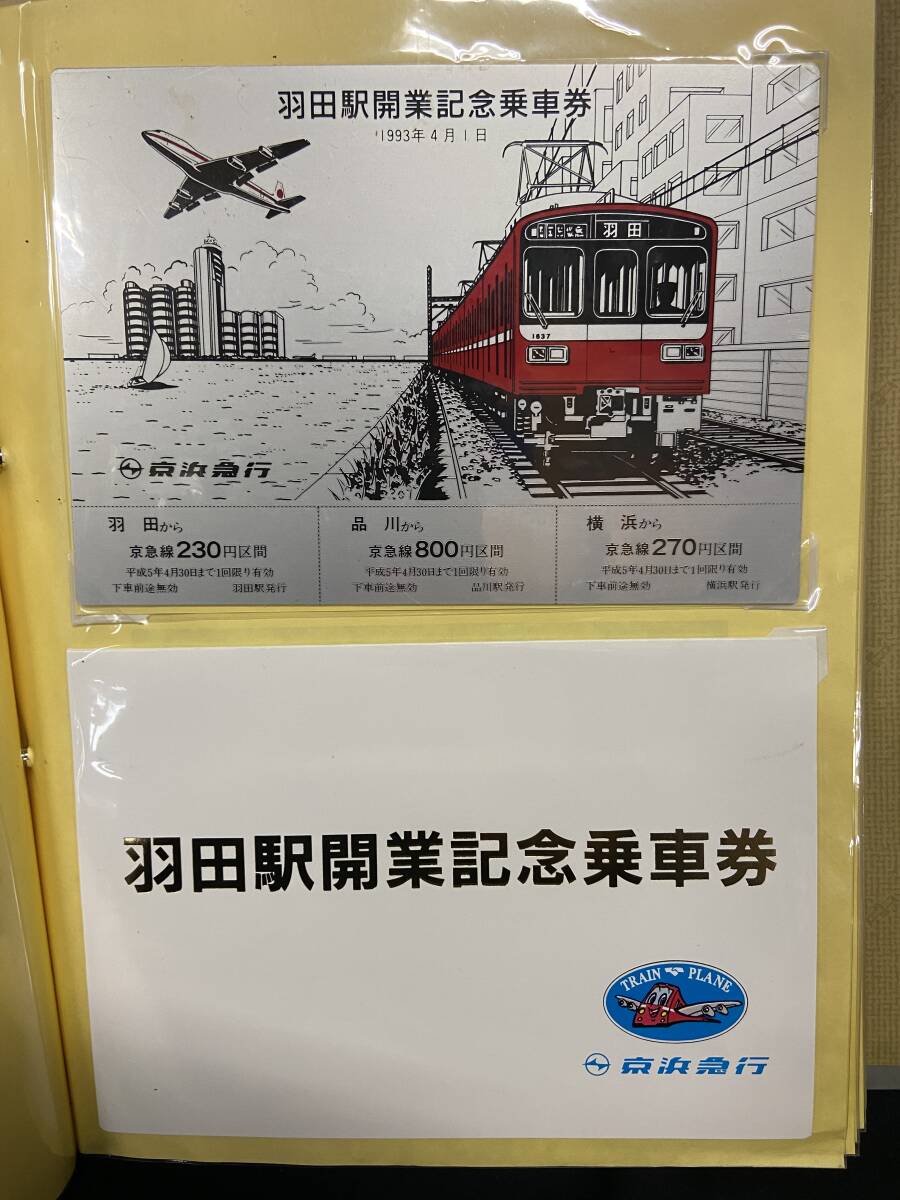 羽田駅開業記念乗車券
1993年4月1日
羽田
1637
京浜急行
羽田から
京急線230円区間
平成5年4月30日まで1回限り有効
下車前途無効 羽田駅発行
品川から
京急線800円区間
平成5年4月30日まで1回限り有効
下車前途無効 品川駅発行
横浜から
京急線270円区間
平成5年4月30日まで1回限り有効
下車前途無効 横浜駅発行
羽田駅開業記念乗車券
TRAIN PLANE
京浜急行